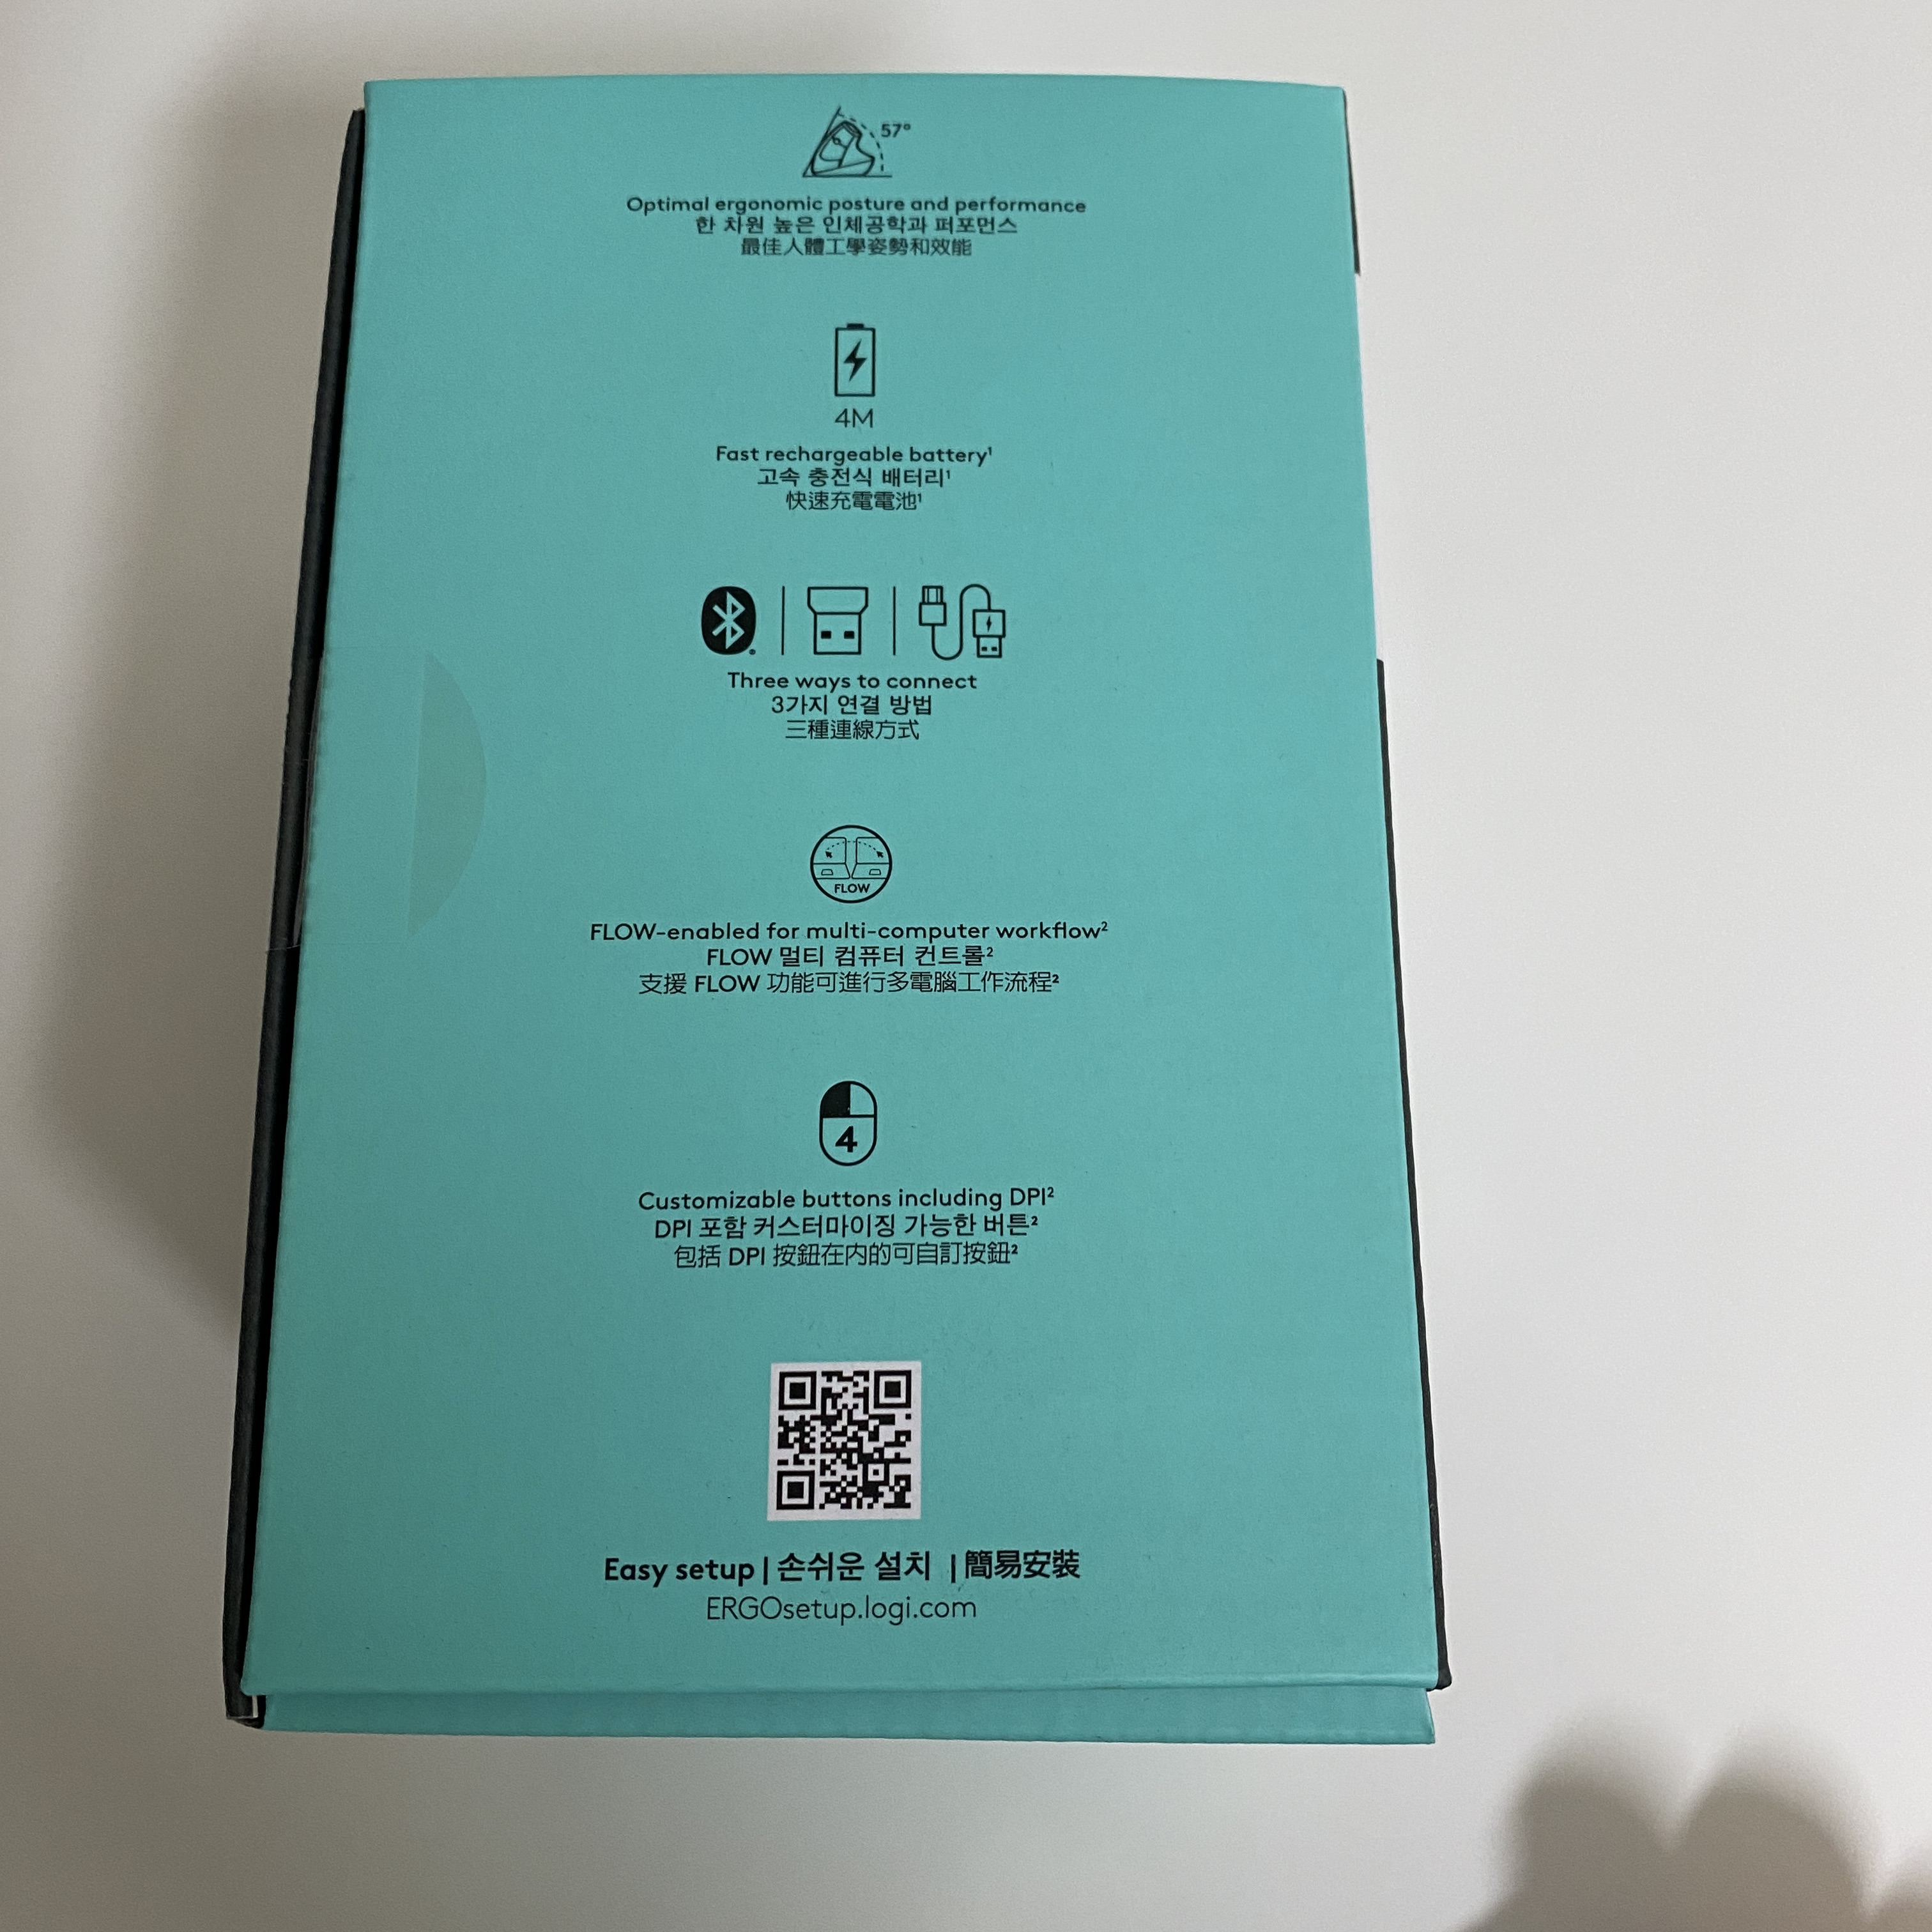 57°
Optimal ergonomic posture and performance
한 차원 높은 인체공학과 퍼포먼스
最佳人體工學姿勢和效能
4M
Fast rechargeable battery¹
고속 충전식 배터리¹
快速充電電池¹
Three ways to connect
3가지 연결 방법
三種連線方式
FLOW
FLOW-enabled for multi-computer workflow²
FLOW 멀티 컴퓨터 컨트롤²
支援 FLOW 功能可進行多電腦工作流程²
4
Customizable buttons including DPI²
DPI 포함 커스터마이징 가능한 버튼²
包括 DPI 按鈕在內的可自訂按鈕²
Easy setup | 손쉬운 설치 | 簡易安裝
ERGOsetup.logi.com